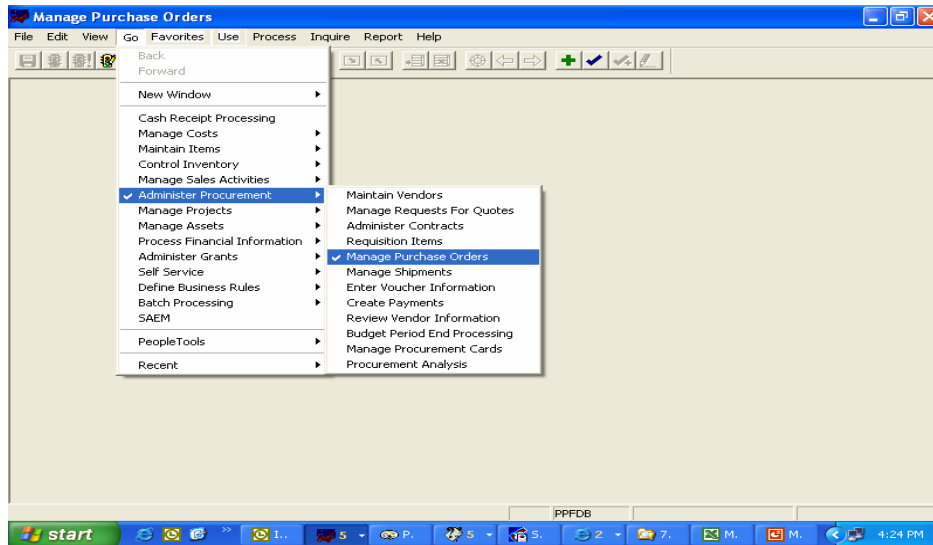 Manage Purchase Orders
File Edit View Go Favorites Use Process Inquire Report Help
Back
Forward
New Window
Cash Receipt Processing
Manage Costs
Maintain Items
Control Inventory
Manage Sales Activities
Administer Procurement
Manage Projects
Manage Assets
Process Financial Information
Administer Grants
Self Service
Define Business Rules
Batch Processing
SAEM
PeopleTools
Recent
Maintain Vendors
Manage Requests For Quotes
Administer Contracts
Requisition Items
Manage Purchase Orders
Manage Shipments
Enter Voucher Information
Create Payments
Review Vendor Information
Budget Period End Processing
Manage Procurement Cards
Procurement Analysis
PPFDB
start I.. 5 P. 5 S. 2 7. M. M. 4:24 PM